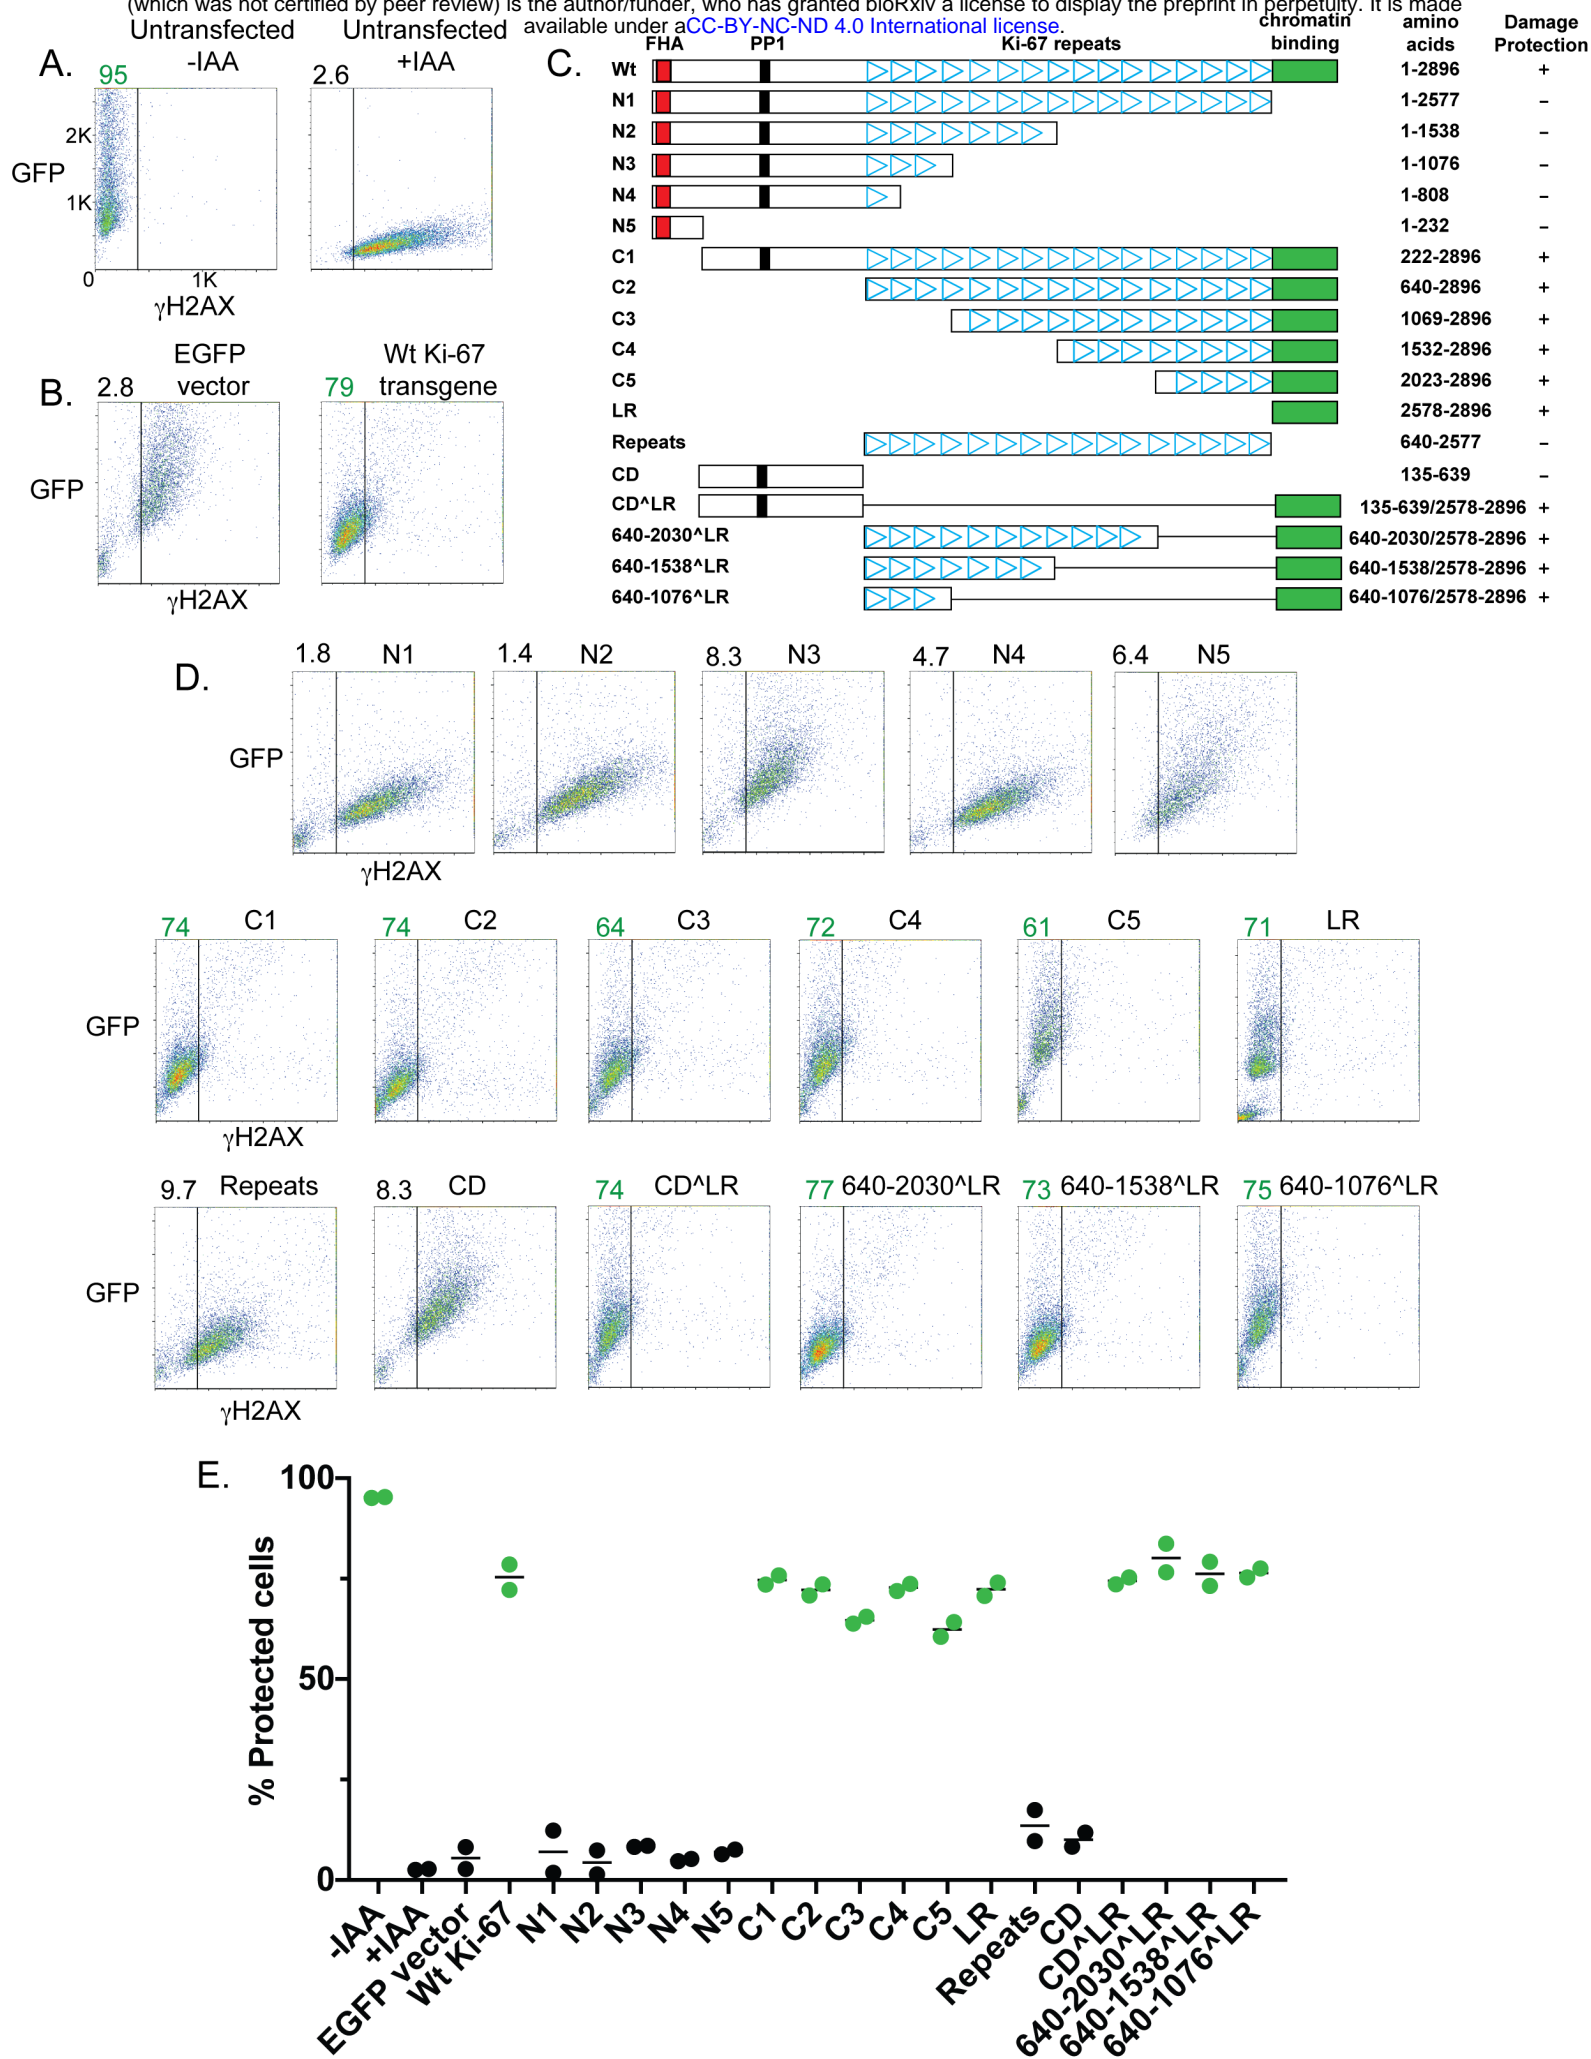 (which was not certified by peer review) is the author/funder, who has granted bioRxiv a license to display the preprint in perpetuity. It is made
available under aCC-BY-NC-ND 4.0 International license.
A.
Untransfected
-IAA
Untransfected
+IAA
95
2.6
2K
GFP
1K
0
1K
γH2AX
B.
EGFP
vector
Wt Ki-67
transgene
2.8
79
GFP
γH2AX
C.
FHA
PP1
Ki-67 repeats
chromatin
binding
amino
acids
Damage
Protection
Wt 1-2896 +
N1 1-2577 –
N2 1-1538 –
N3 1-1076 –
N4 1-808 –
N5 1-232 –
C1 222-2896 +
C2 640-2896 +
C3 1069-2896 +
C4 1532-2896 +
C5 2023-2896 +
LR 2578-2896 +
Repeats 640-2577 –
CD 135-639 –
CD^LR 135-639/2578-2896 +
640-2030^LR 640-2030/2578-2896 +
640-1538^LR 640-1538/2578-2896 +
640-1076^LR 640-1076/2578-2896 +
D.
1.8 N1
1.4 N2
8.3 N3
4.7 N4
6.4 N5
GFP
γH2AX
74 C1
74 C2
64 C3
72 C4
61 C5
71 LR
GFP
γH2AX
9.7 Repeats
8.3 CD
74 CD^LR
77 640-2030^LR
73 640-1538^LR
75 640-1076^LR
GFP
γH2AX
E.
% Protected cells
100
50
0
-IAA
+IAA
EGFP vector
Wt Ki-67
N1
N2
N3
N4
N5
C1
C2
C3
C4
C5
LR
Repeats
CD
CD^LR
640-2030^LR
640-1538^LR
640-1076^LR